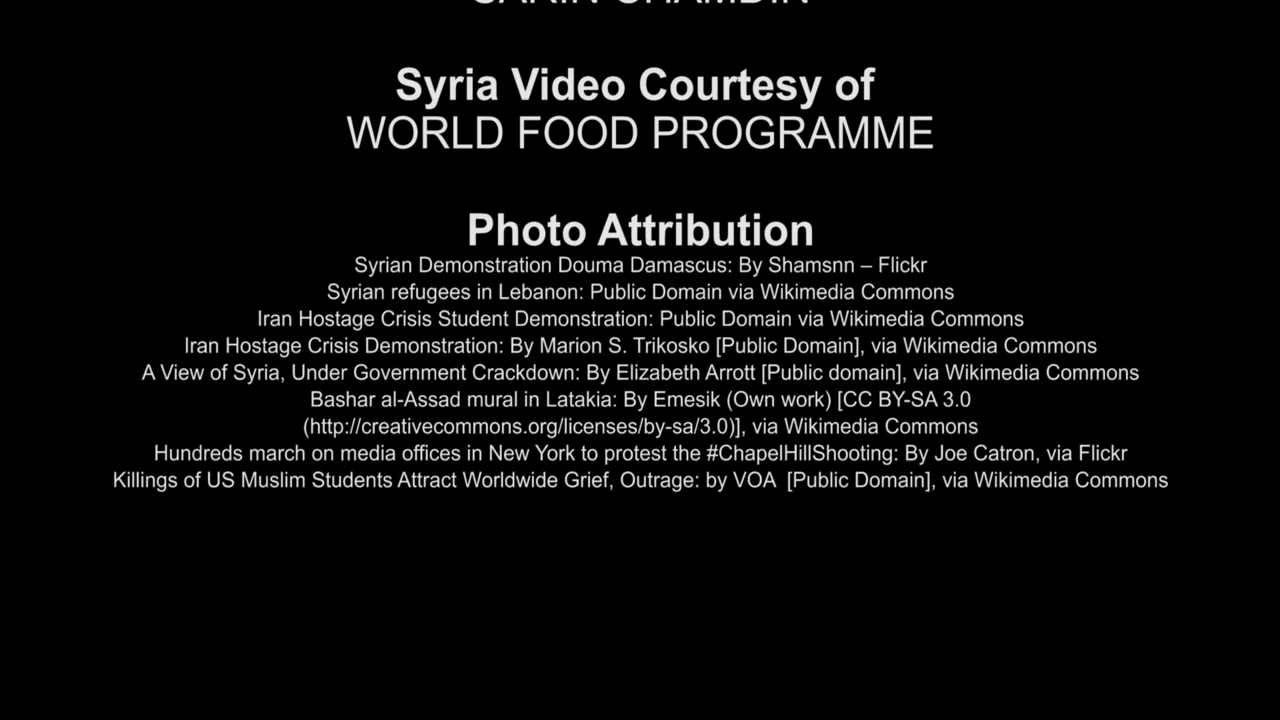 Syria Video Courtesy of
WORLD FOOD PROGRAMME
Photo Attribution
Syrian Demonstration Douma Damascus: By Shamsnn – Flickr
Syrian refugees in Lebanon: Public Domain via Wikimedia Commons
Iran Hostage Crisis Student Demonstration: Public Domain via Wikimedia Commons
Iran Hostage Crisis Demonstration: By Marion S. Trikosko [Public Domain], via Wikimedia Commons
A View of Syria, Under Government Crackdown: By Elizabeth Arrott [Public domain], via Wikimedia Commons
Bashar al-Assad mural in Latakia: By Emesik (Own work) [CC BY-SA 3.0
(http://creativecommons.org/licenses/by-sa/3.0)], via Wikimedia Commons
Hundreds march on media offices in New York to protest the #ChapelHillShooting: By Joe Catron, via Flickr
Killings of US Muslim Students Attract Worldwide Grief, Outrage: by VOA  [Public Domain], via Wikimedia Commons